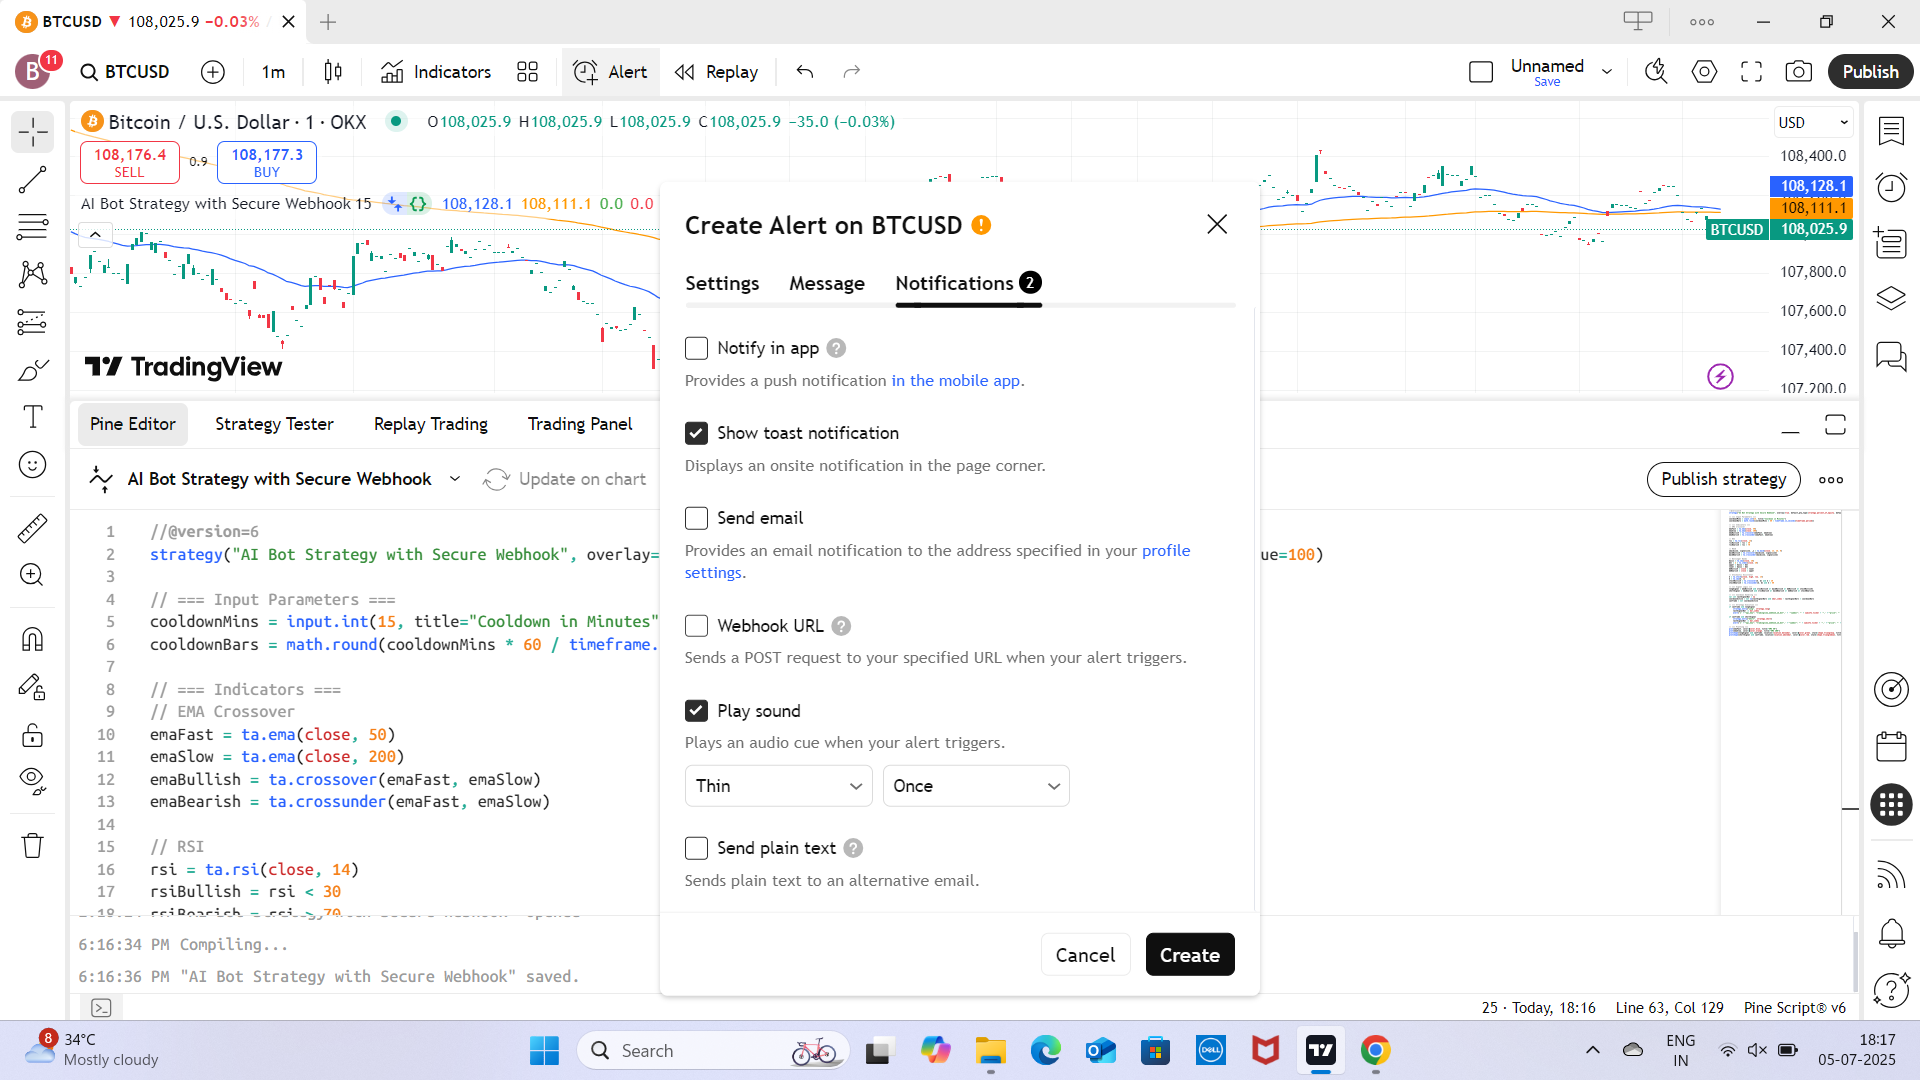 BTCUSD ▼ 108,025.9 −0.03% /
B 11 BTCUSD 1m Indicators Alert Replay Unnamed Save Publish
Bitcoin / U.S. Dollar · 1 · OKX O108,025.9 H108,025.9 L108,025.9 C108,025.9 −35.0 (−0.03%)
USD
108,176.4 SELL 0.9 108,177.3 BUY
AI Bot Strategy with Secure Webhook 15 108,128.1 108,111.1 0.0 0.0
108,400.0
108,128.1
108,111.1
BTCUSD 108,025.9
107,800.0
107,600.0
107,400.0
107,200.0
TradingView
Create Alert on BTCUSD
Settings Message Notifications 2
Notify in app
Provides a push notification in the mobile app.
Show toast notification
Displays an onsite notification in the page corner.
Send email
Provides an email notification to the address specified in your profile
settings.
Webhook URL
Sends a POST request to your specified URL when your alert triggers.
Play sound
Plays an audio cue when your alert triggers.
Thin Once
Send plain text
Sends plain text to an alternative email.
Cancel Create
Pine Editor Strategy Tester Replay Trading Trading Panel
AI Bot Strategy with Secure Webhook Update on chart Publish strategy
1 //@version=6
2 strategy("AI Bot Strategy with Secure Webhook", overlay= ue=100)
3
4 // === Input Parameters ===
5 cooldownMins = input.int(15, title="Cooldown in Minutes"
6 cooldownBars = math.round(cooldownMins * 60 / timeframe.
7
8 // === Indicators ===
9 // EMA Crossover
10 emaFast = ta.ema(close, 50)
11 emaSlow = ta.ema(close, 200)
12 emaBullish = ta.crossover(emaFast, emaSlow)
13 emaBearish = ta.crossunder(emaFast, emaSlow)
14
15 // RSI
16 rsi = ta.rsi(close, 14)
17 rsiBullish = rsi < 30
18 rsiBearish = rsi > 70
6:16:34 PM Compiling...
6:16:36 PM "AI Bot Strategy with Secure Webhook" saved.
25 · Today, 18:16 Line 63, Col 129 Pine Script® v6
8 34°C
Mostly cloudy
Search
DELL
ENG
IN
18:17
05-07-2025